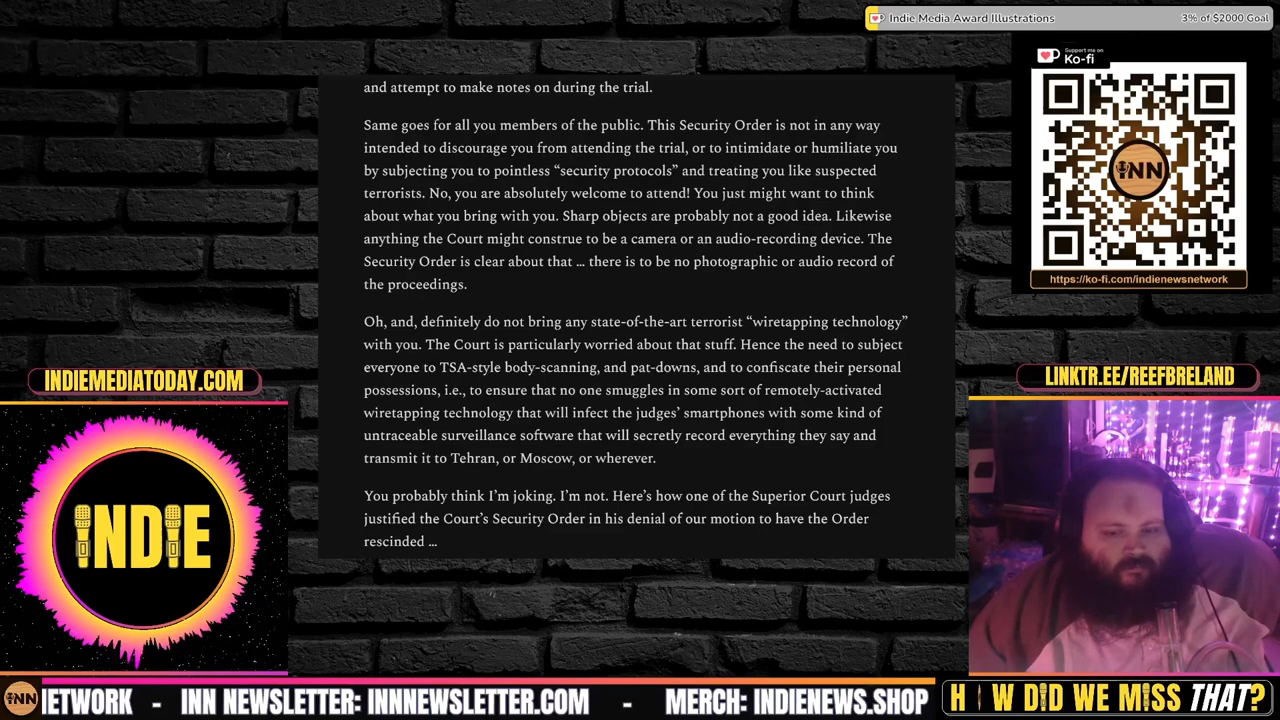 Indie Media Award Illustrations
3% of $2000 Goal
and attempt to make notes on during the trial.
Same goes for all you members of the public. This Security Order is not in any way
intended to discourage you from attending the trial, or to intimidate or humiliate you
by subjecting you to pointless “security protocols” and treating you like suspected
terrorists. No, you are absolutely welcome to attend! You just might want to think
about what you bring with you. Sharp objects are probably not a good idea. Likewise
anything the Court might construe to be a camera or an audio-recording device. The
Security Order is clear about that … there is to be no photographic or audio record of
the proceedings.
Oh, and, definitely do not bring any state-of-the-art terrorist “wiretapping technology”
with you. The Court is particularly worried about that stuff. Hence the need to subject
everyone to TSA-style body-scanning, and pat-downs, and to confiscate their personal
possessions, i.e., to ensure that no one smuggles in some sort of remotely-activated
wiretapping technology that will infect the judges’ smartphones with some kind of
untraceable surveillance software that will secretly record everything they say and
transmit it to Tehran, or Moscow, or wherever.
You probably think I’m joking. I’m not. Here’s how one of the Superior Court judges
justified the Court’s Security Order in his denial of our motion to have the Order
rescinded …
Support me on
Ko-fi
INN
https://ko-fi.com/indienewsnetwork
INDIEMEDIATODAY.COM
LINKTR.EE/REEFBRELAND
INDIE
INN
IETWORK - INN NEWSLETTER: INNNEWSLETTER.COM - MERCH: INDIENEWS.SHOP
HOW DID WE MISS THAT?